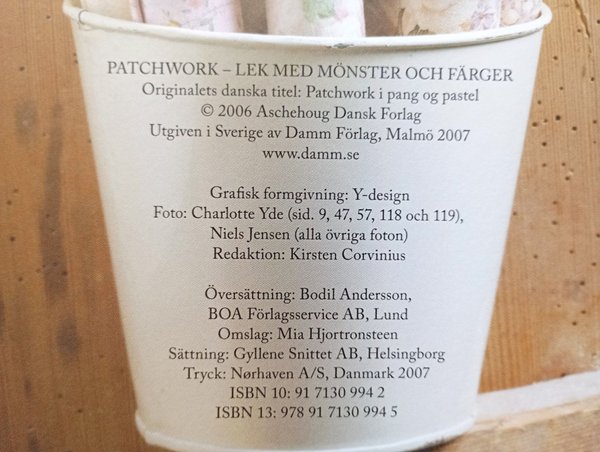 PATCHWORK – LEK MED MÖNSTER OCH FÄRGER
Originalets danska titel: Patchwork i pang og pastel
© 2006 Aschehoug Dansk Forlag
Utgiven i Sverige av Damm Förlag, Malmö 2007
www.damm.se
Grafisk formgivning: Y-design
Foto: Charlotte Yde (sid. 9, 47, 57, 118 och 119),
Niels Jensen (alla övriga foton)
Redaktion: Kirsten Corvinius
Översättning: Bodil Andersson,
BOA Förlagsservice AB, Lund
Omslag: Mia Hjortronsteen
Sättning: Gyllene Snittet AB, Helsingborg
Tryck: Nørhaven A/S, Danmark 2007
ISBN 10: 91 7130 994 2
ISBN 13: 978 91 7130 994 5